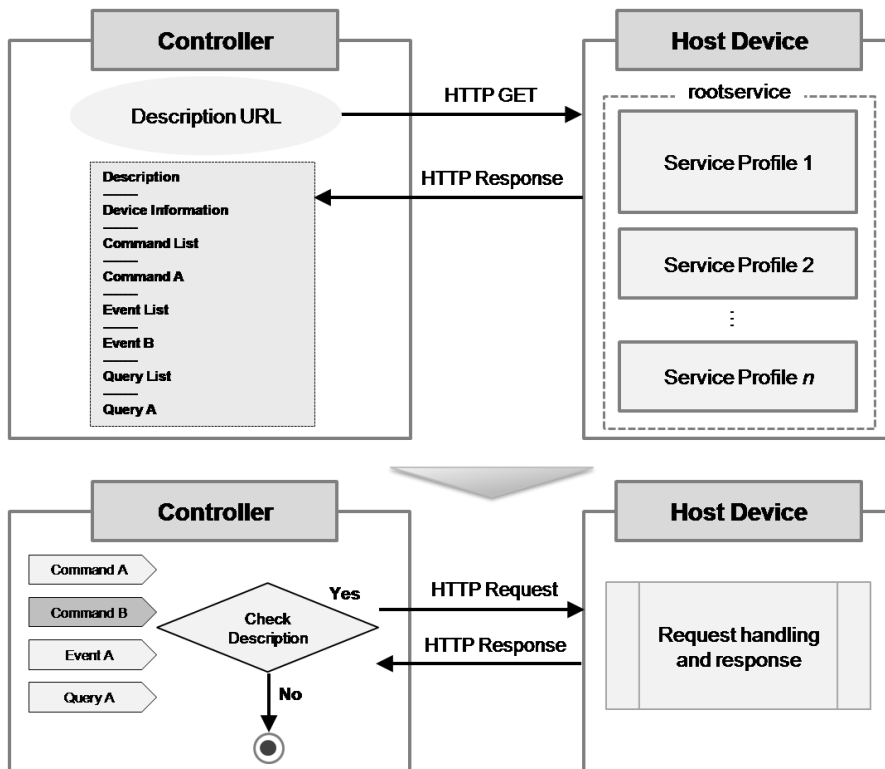 Controller
Host Device
Description URL
HTTP GET
rootservice
Service Profile 1
HTTP Response
Description
Device Information
Command List
Command A
Event List
Event B
Query List
Query A
Service Profile 2
⋮
Service Profile n
Controller
Host Device
Command A
Command B
Event A
Query A
Check
Description
Yes
No
HTTP Request
HTTP Response
Request handling
and response